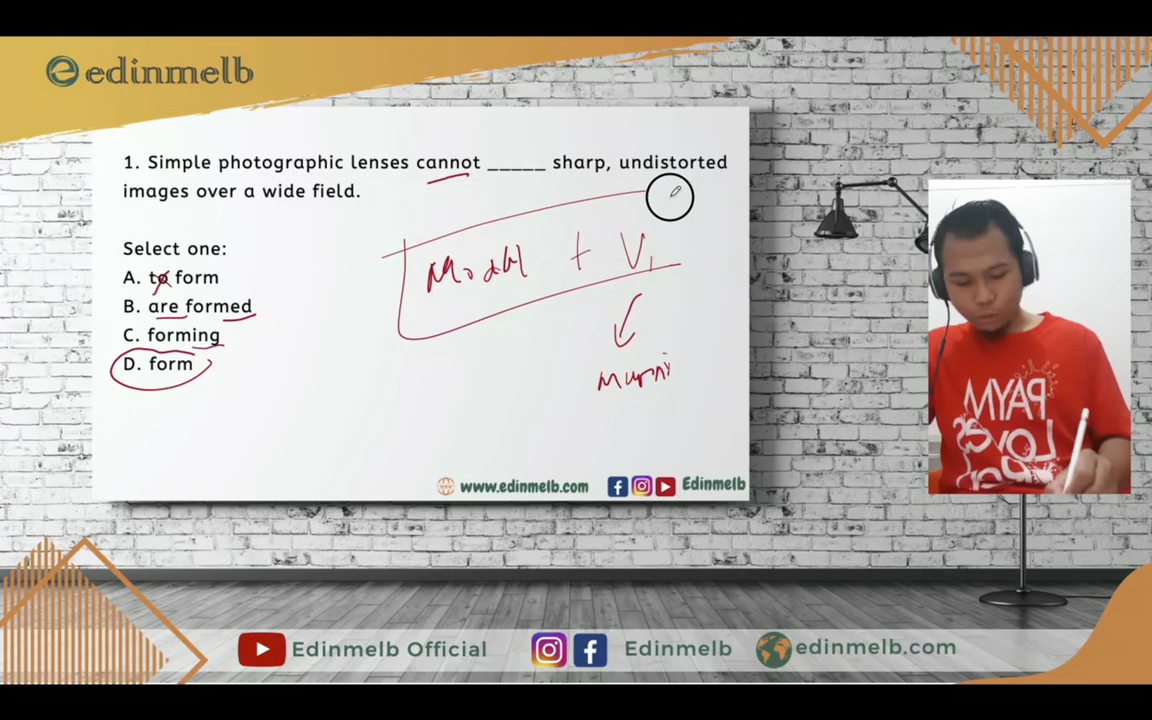 edinmelb
1. Simple photographic lenses cannot _____ sharp, undistorted
images over a wide field.
Select one:
A. to form
B. are formed
C. forming
D. form
Modal + V1
murni
www.edinmelb.com Edinmelb
PAYM
Edinmelb Official Edinmelb edinmelb.com